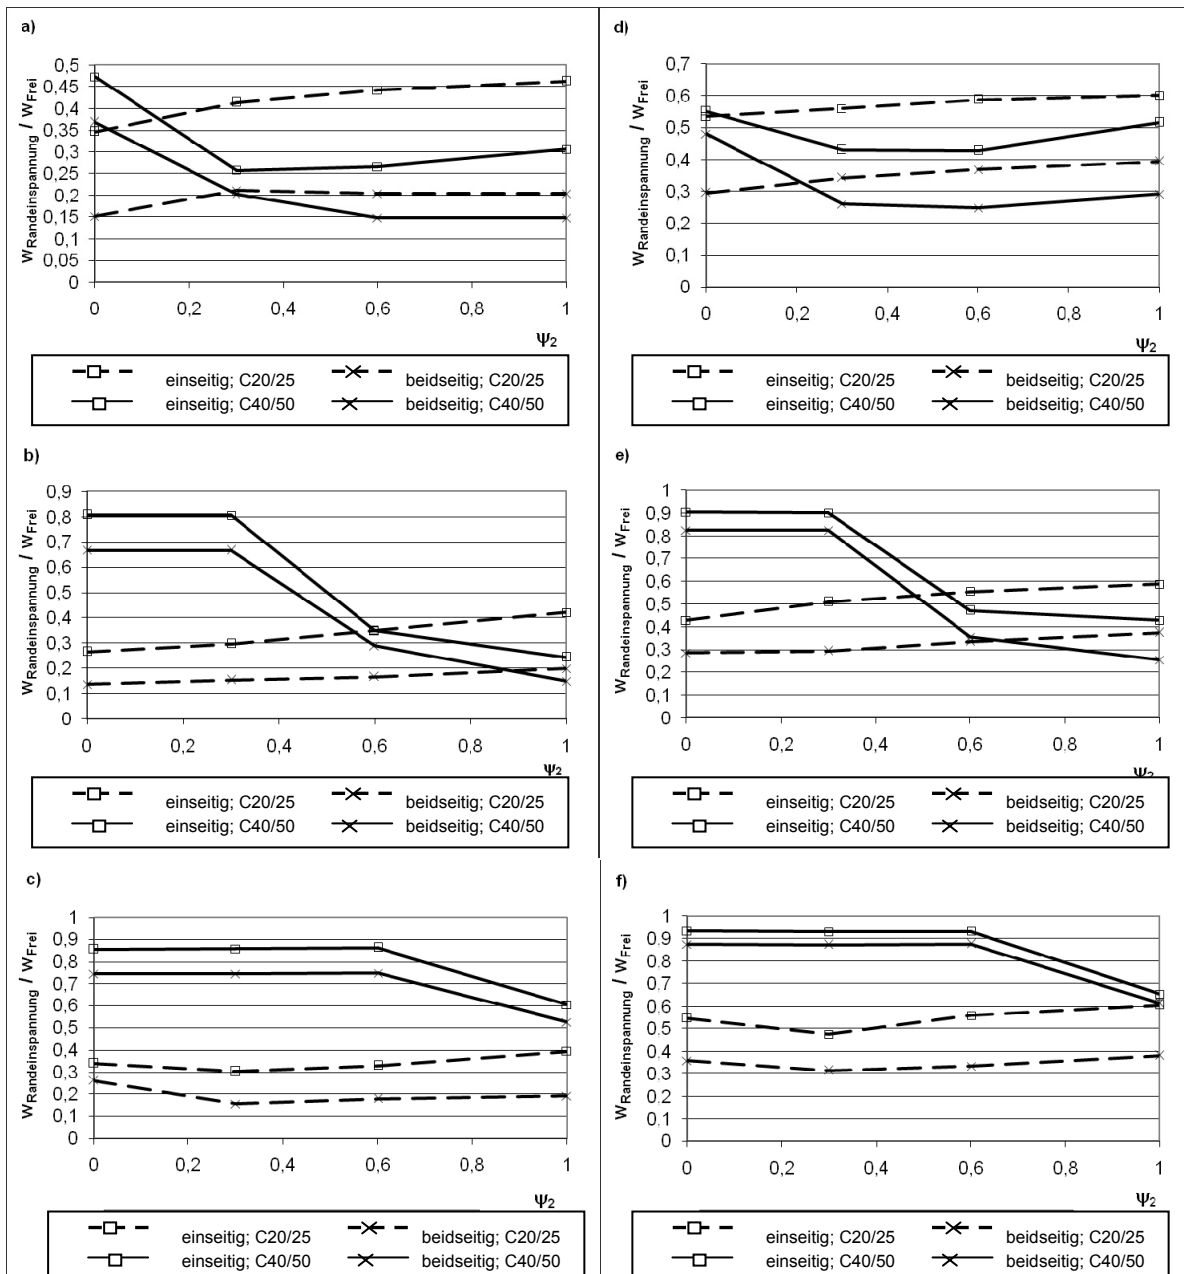 a)
W_Randeinspannung / W_Frei
0,5
0,45
0,4
0,35
0,3
0,25
0,2
0,15
0,1
0,05
0
0 0,2 0,4 0,6 0,8 1
Ψ2
einseitig; C20/25 beidseitig; C20/25
einseitig; C40/50 beidseitig; C40/50
b)
W_Randeinspannung / W_Frei
0,9
0,8
0,7
0,6
0,5
0,4
0,3
0,2
0,1
0
0 0,2 0,4 0,6 0,8 1
Ψ2
einseitig; C20/25 beidseitig; C20/25
einseitig; C40/50 beidseitig; C40/50
c)
W_Randeinspannung / W_Frei
1
0,9
0,8
0,7
0,6
0,5
0,4
0,3
0,2
0,1
0
0 0,2 0,4 0,6 0,8 1
Ψ2
einseitig; C20/25 beidseitig; C20/25
einseitig; C40/50 beidseitig; C40/50
d)
W_Randeinspannung / W_Frei
0,7
0,6
0,5
0,4
0,3
0,2
0,1
0
0 0,2 0,4 0,6 0,8 1
Ψ2
einseitig; C20/25 beidseitig; C20/25
einseitig; C40/50 beidseitig; C40/50
e)
W_Randeinspannung / W_Frei
1
0,9
0,8
0,7
0,6
0,5
0,4
0,3
0,2
0,1
0
0 0,2 0,4 0,6 0,8 1
Ψ2
einseitig; C20/25 beidseitig; C20/25
einseitig; C40/50 beidseitig; C40/50
f)
W_Randeinspannung / W_Frei
1
0,9
0,8
0,7
0,6
0,5
0,4
0,3
0,2
0,1
0
0 0,2 0,4 0,6 0,8 1
Ψ2
einseitig; C20/25 beidseitig; C20/25
einseitig; C40/50 beidseitig; C40/50